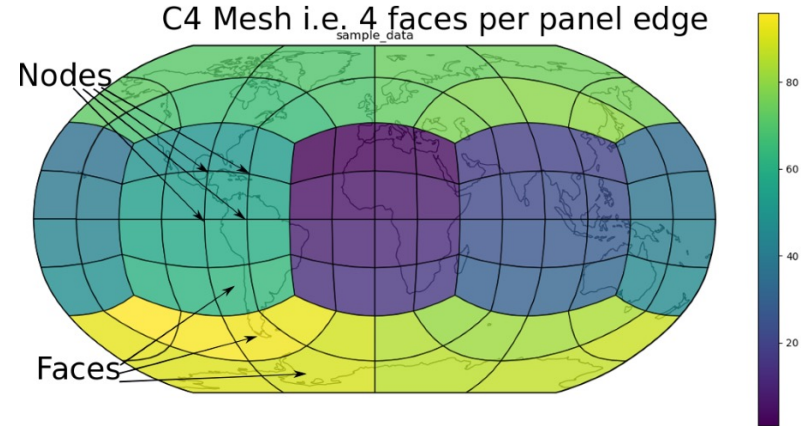 C4 Mesh i.e. 4 faces per panel edge
sample_data
Nodes
Faces
80
60
40
20